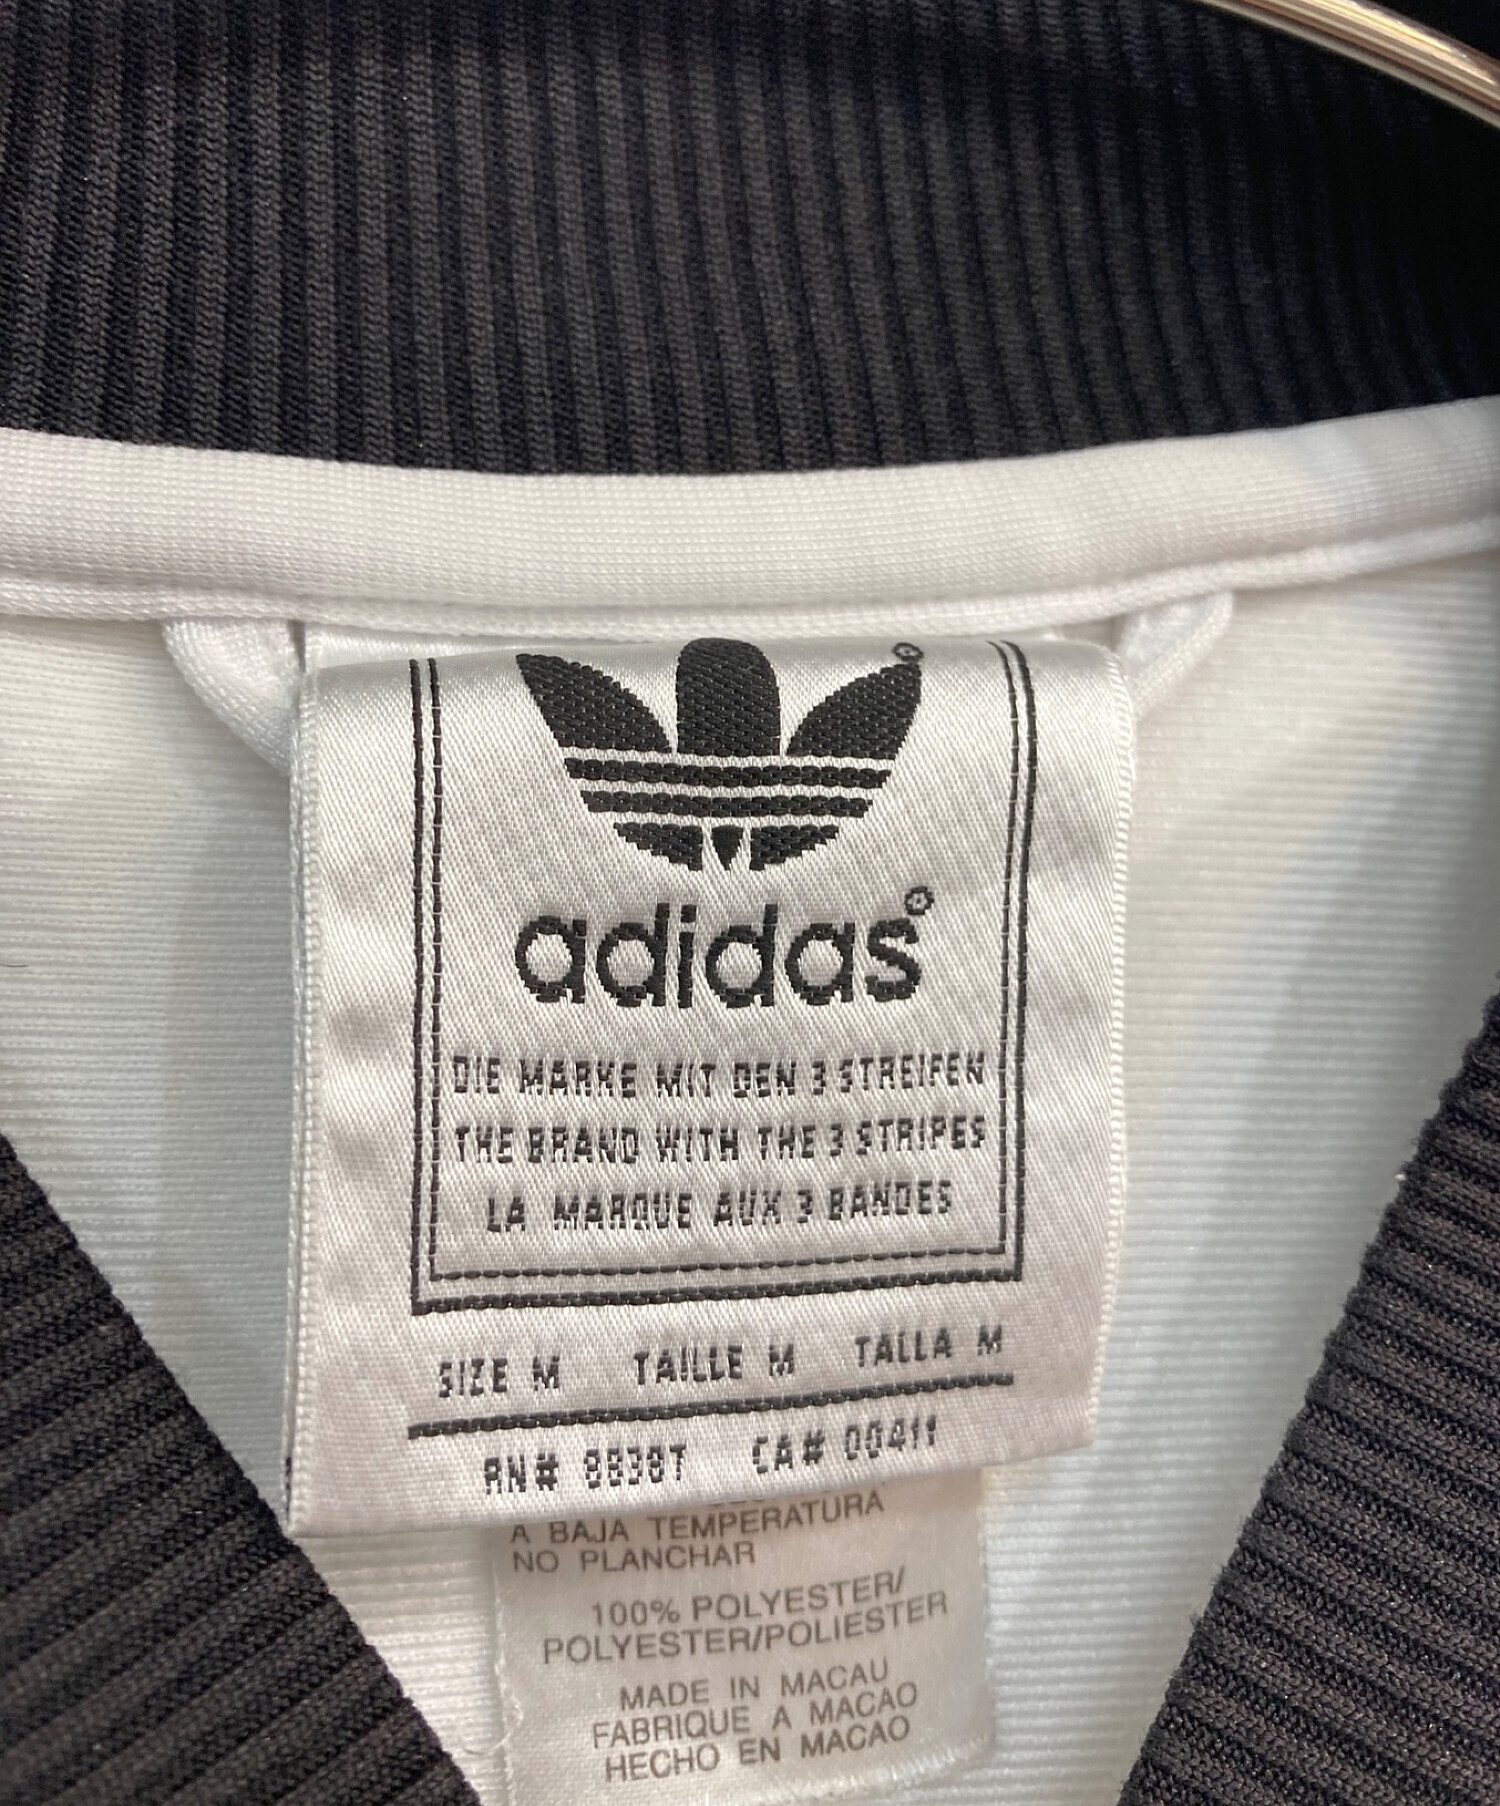 adidas®
DIE MARKE MIT DEN 3 STREIFEN
THE BRAND WITH THE 3 STRIPES
LA MARQUE AUX 3 BANDES
SIZE M TAILLE M TALLA M
RN# 88387 CA# 00411
A BAJA TEMPERATURA
NO PLANCHAR
100% POLYESTER/
POLYESTER/POLIESTER
MADE IN MACAU
FABRIQUE A MACAO
HECHO EN MACAO